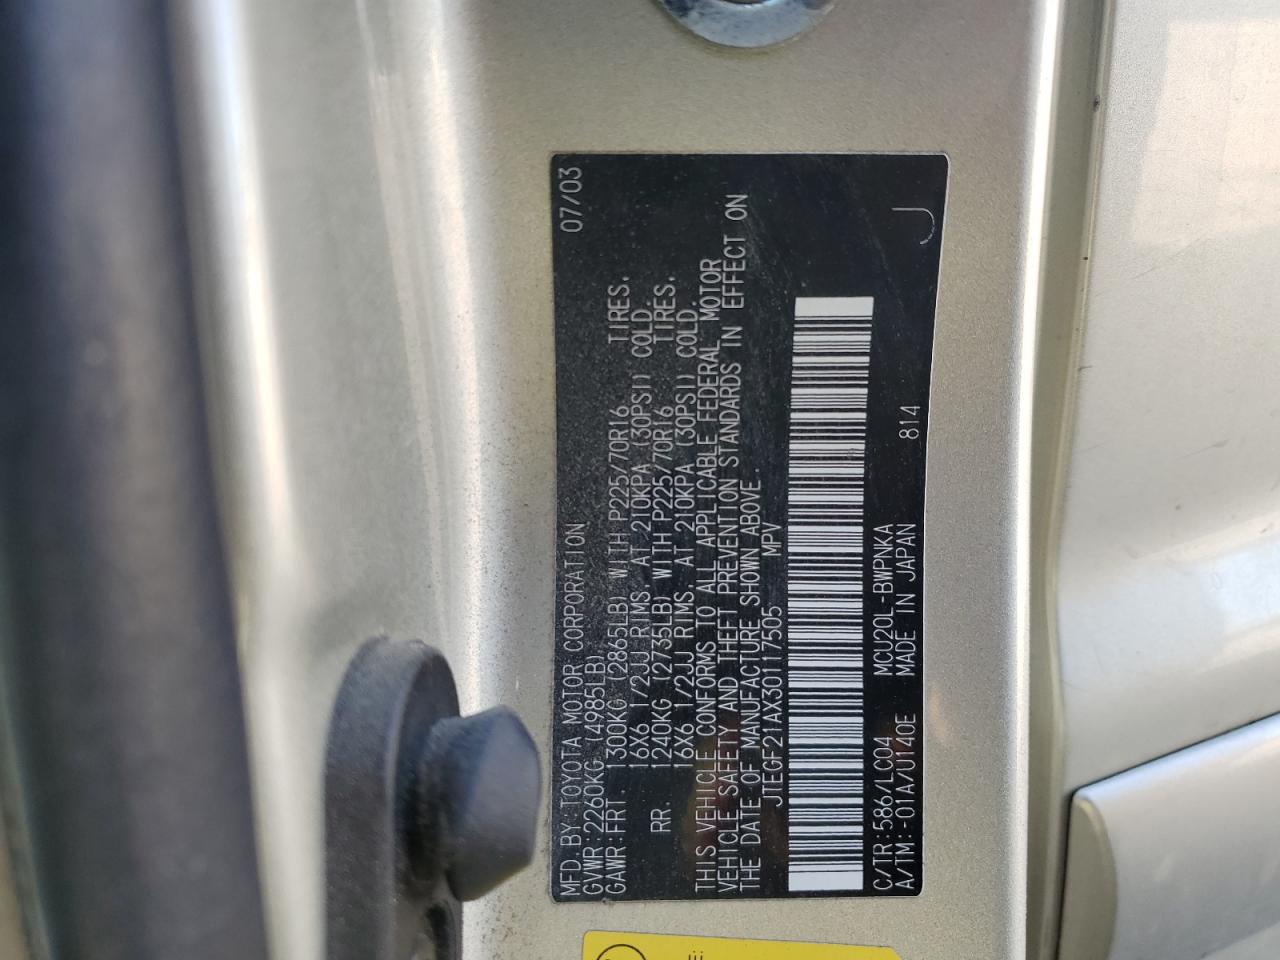 MFD. BY:TOYOTA MOTOR CORPORATION 07/03
GVWR:2260KG (4985LB)
GAWR:FRT. 1300KG (2865LB) WITH P225/70R16 TIRES.
16X6 1/2JJ RIMS. AT 210KPA (30PSI) COLD.
RR. 1240KG (2735LB) WITH P225/70R16 TIRES.
16X6 1/2JJ RIMS. AT 210KPA (30PSI) COLD.
THIS VEHICLE CONFORMS TO ALL APPLICABLE FEDERAL MOTOR
VEHICLE SAFETY AND THEFT PREVENTION STANDARDS IN EFFECT ON
THE DATE OF MANUFACTURE SHOWN ABOVE.
JTEGF21AX30117505 MPV
C/TR:586/LC04 MCU20L-BWPNKA
A/TM:-01A/U140E MADE IN JAPAN 814 J